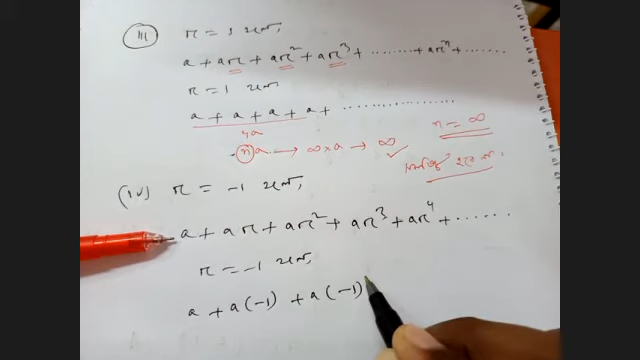 (iii) r = 1 হলে,
a + ar + ar² + ar³ + ........ + arⁿ + .......
r = 1 হলে
a + a + a + a + a + ..................
4a
na → ∞×a → ∞ n = ∞
হবে না.
(iv) r = -1 হলে,
a + ar + ar² + ar³ + ar⁴ + ......
r = -1 হলে,
a + a(-1) + a(-1)